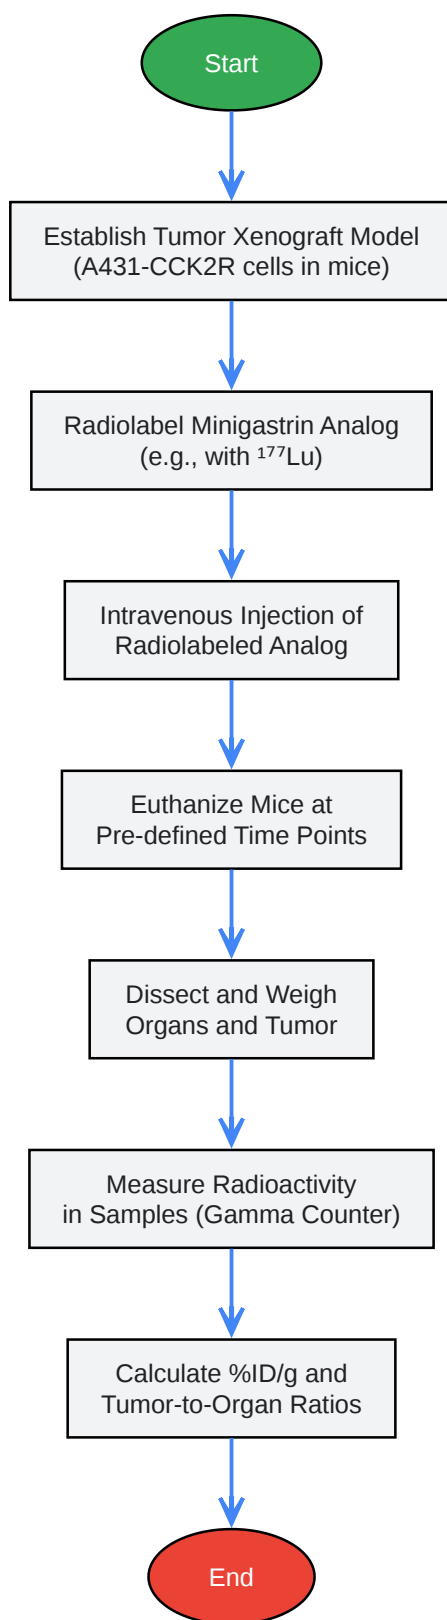 Start
Establish Tumor Xenograft Model
(A431-CCK2R cells in mice)
Radiolabel Minigastrin Analog
(e.g., with ¹⁷⁷Lu)
Intravenous Injection of
Radiolabeled Analog
Euthanize Mice at
Pre-defined Time Points
Dissect and Weigh
Organs and Tumor
Measure Radioactivity
in Samples (Gamma Counter)
Calculate %ID/g and
Tumor-to-Organ Ratios
End